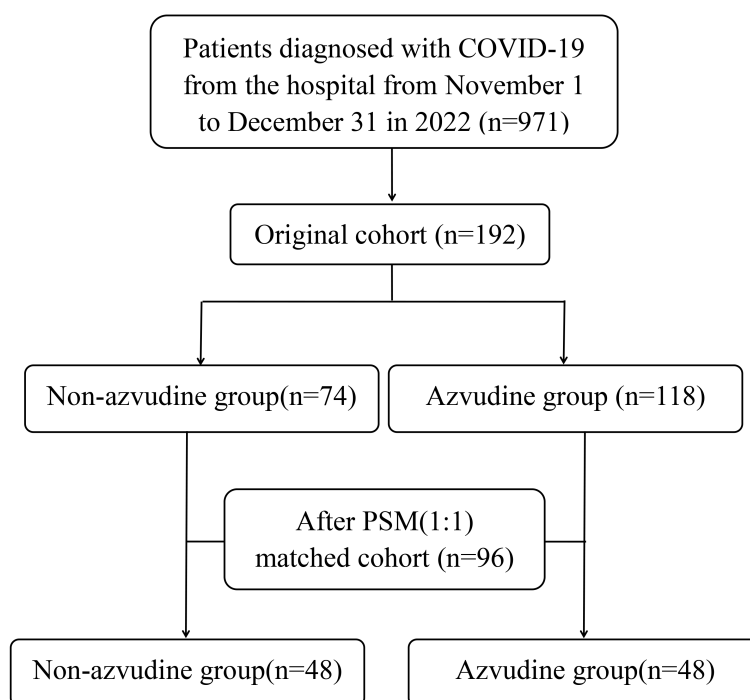 Patients diagnosed with COVID-19
from the hospital from November 1
to December 31 in 2022 (n=971)
Original cohort (n=192)
Non-azvudine group(n=74)
Azvudine group (n=118)
After PSM(1:1)
matched cohort (n=96)
Non-azvudine group(n=48)
Azvudine group(n=48)